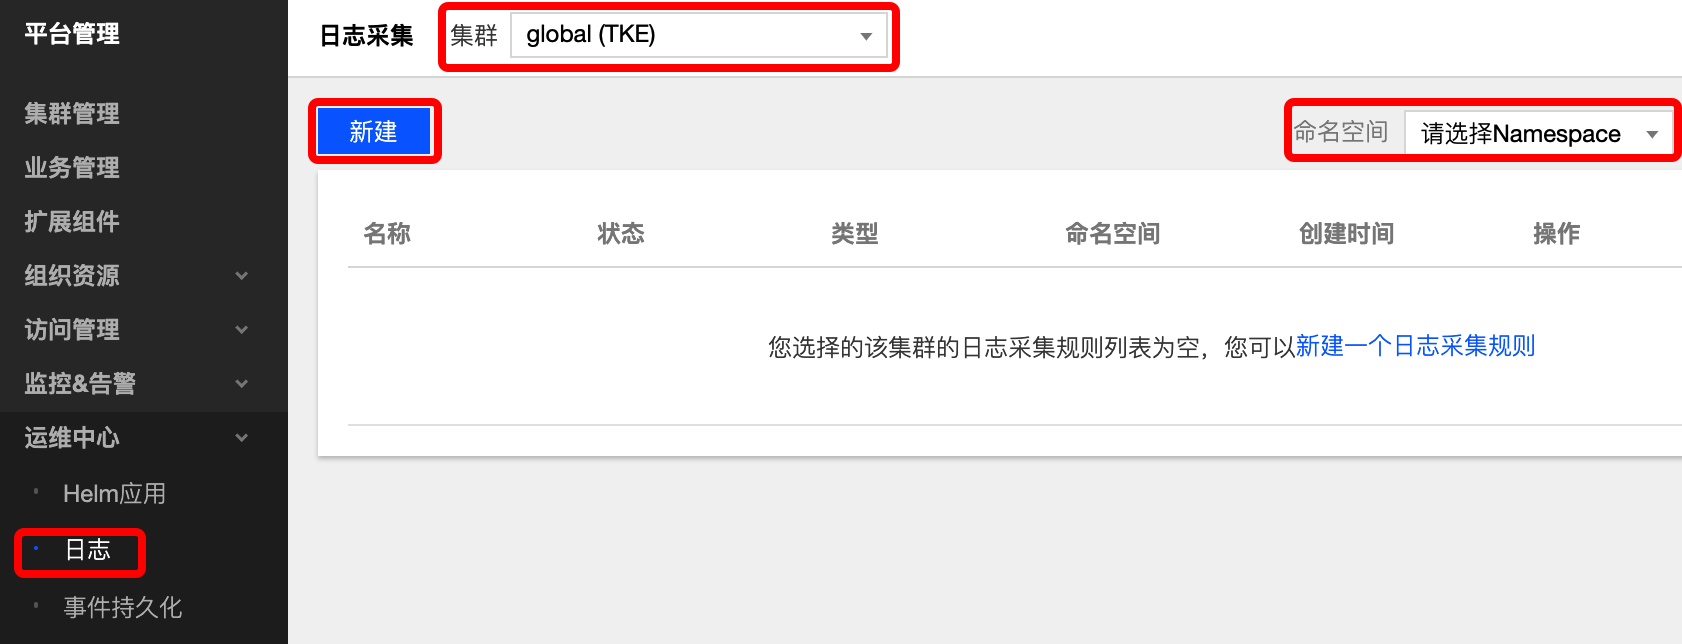 平台管理
集群管理
业务管理
扩展组件
组织资源
访问管理
监控&告警
运维中心
Helm应用
日志
事件持久化
日志采集 集群 global (TKE)
新建 命名空间 请选择Namespace
名称 状态 类型 命名空间 创建时间 操作
您选择的该集群的日志采集规则列表为空，您可以新建一个日志采集规则